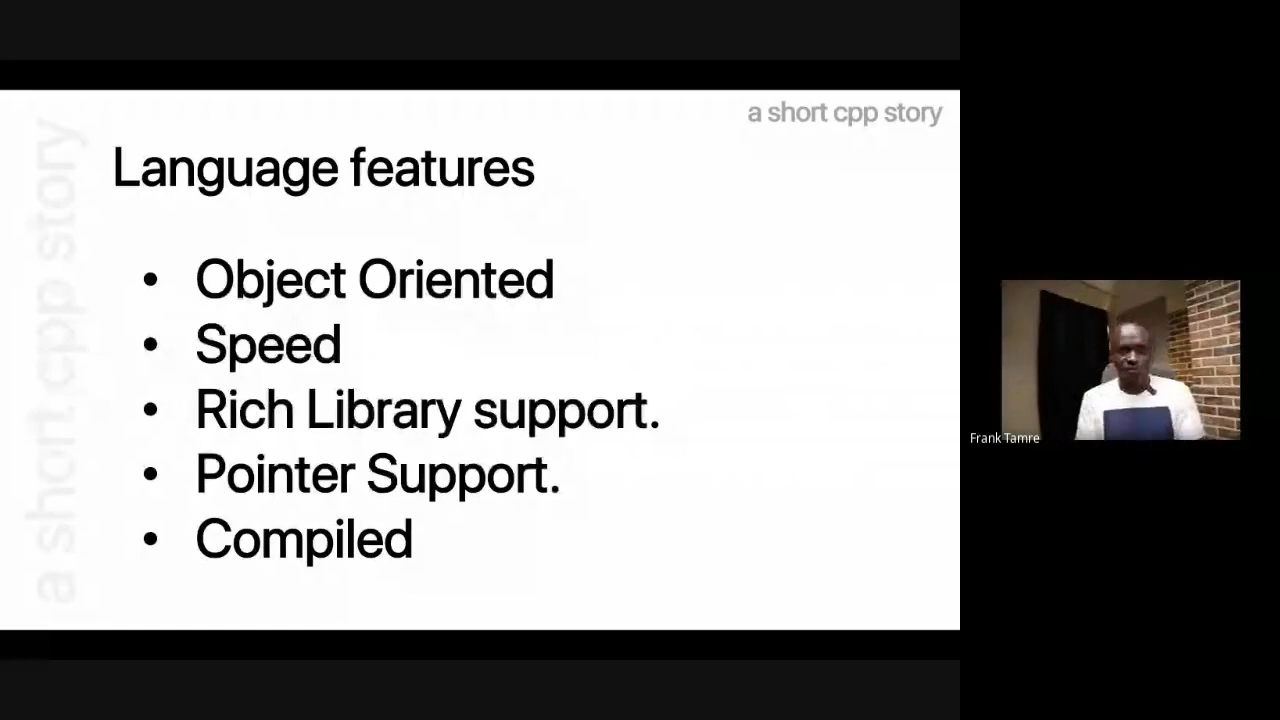 a short cpp story
a short cpp story
Language features
• Object Oriented
• Speed
• Rich Library support.
• Pointer Support.
• Compiled
Frank Tamre